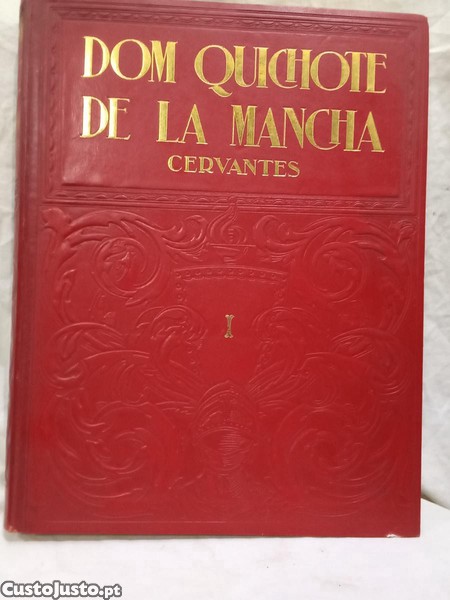 DOM QUICHOTE
DE LA MANCHA
CERVANTES
I
CustoJusto.pt